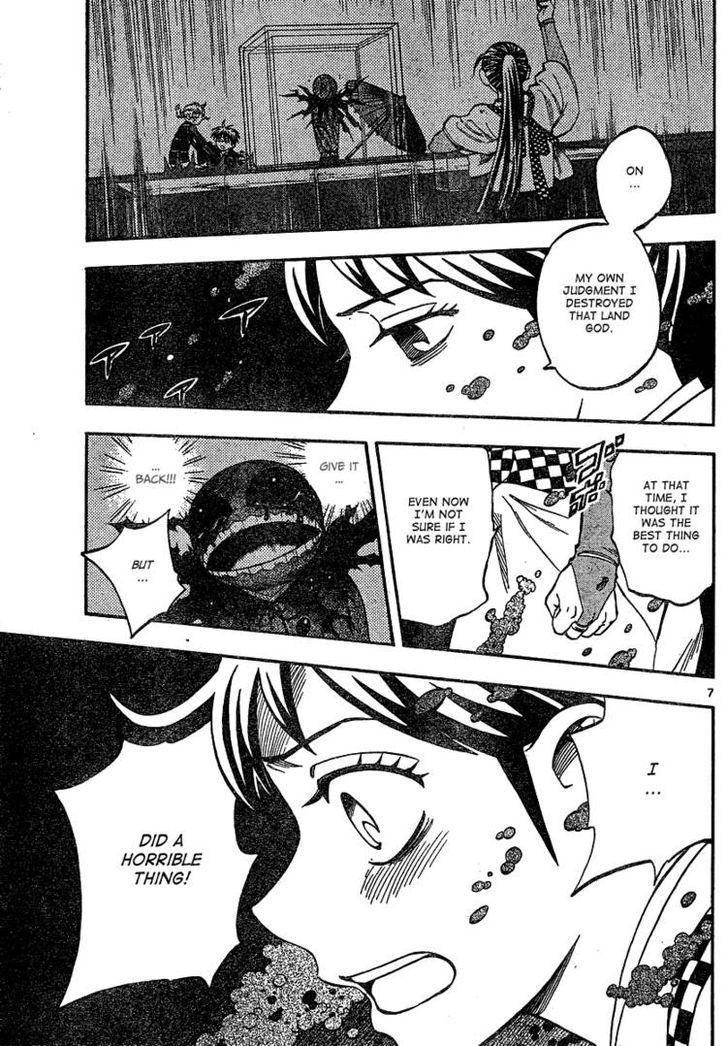 ON
...
MY OWN
JUDGMENT I
DESTROYED
THAT LAND
GOD.
AT THAT
TIME, I
THOUGHT IT
WAS THE
BEST THING
TO DO...
EVEN NOW
I'M NOT
SURE IF I
WAS RIGHT.
GIVE IT
...
...
BACK!!!
BUT
...
7
I
...
DID A
HORRIBLE
THING!